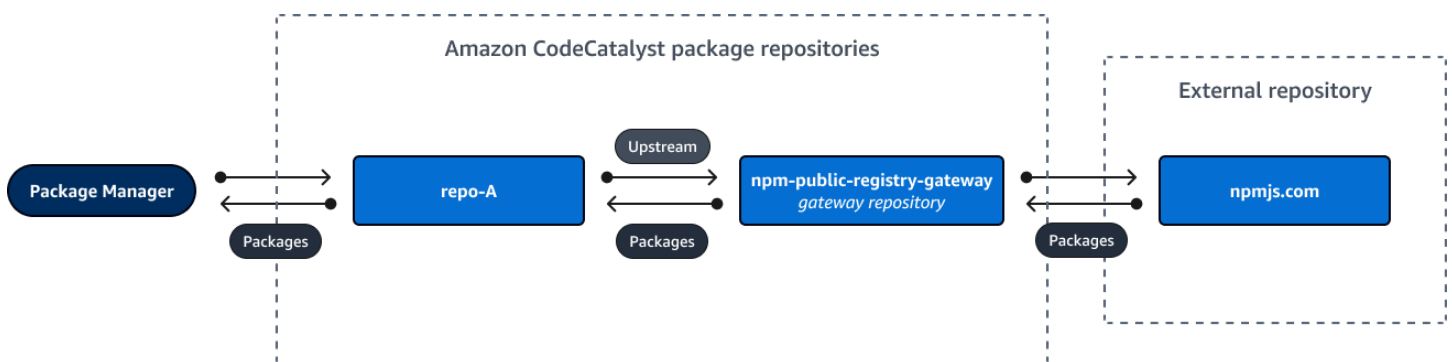 Amazon CodeCatalyst package repositories
External repository
Upstream
Package Manager
repo-A
npm-public-registry-gateway
gateway repository
npmjs.com
Packages
Packages
Packages